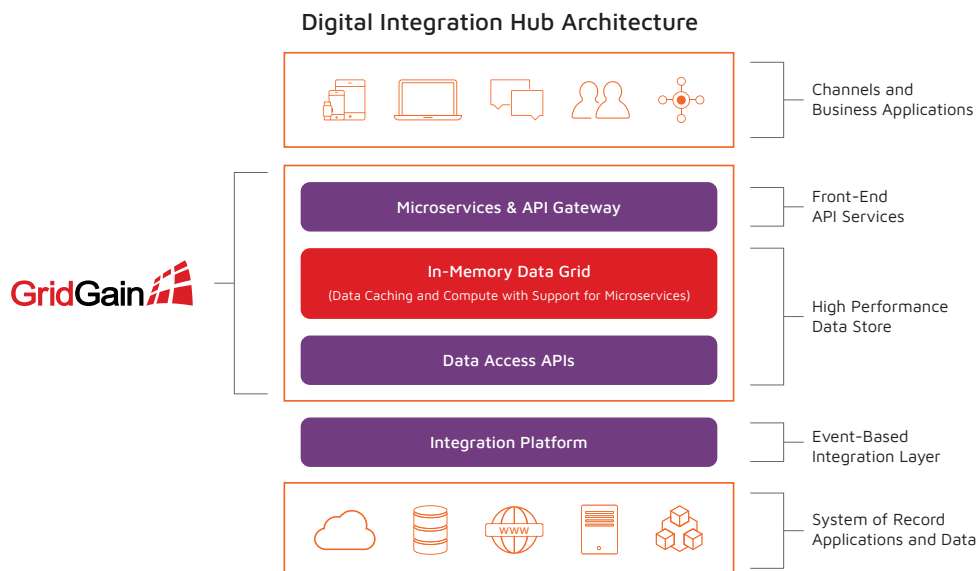 Digital Integration Hub Architecture
Channels and
Business Applications
Microservices & API Gateway
Front-End
API Services
GridGain
In-Memory Data Grid
(Data Caching and Compute with Support for Microservices)
High Performance
Data Store
Data Access APIs
Integration Platform
Event-Based
Integration Layer
WWW
System of Record
Applications and Data